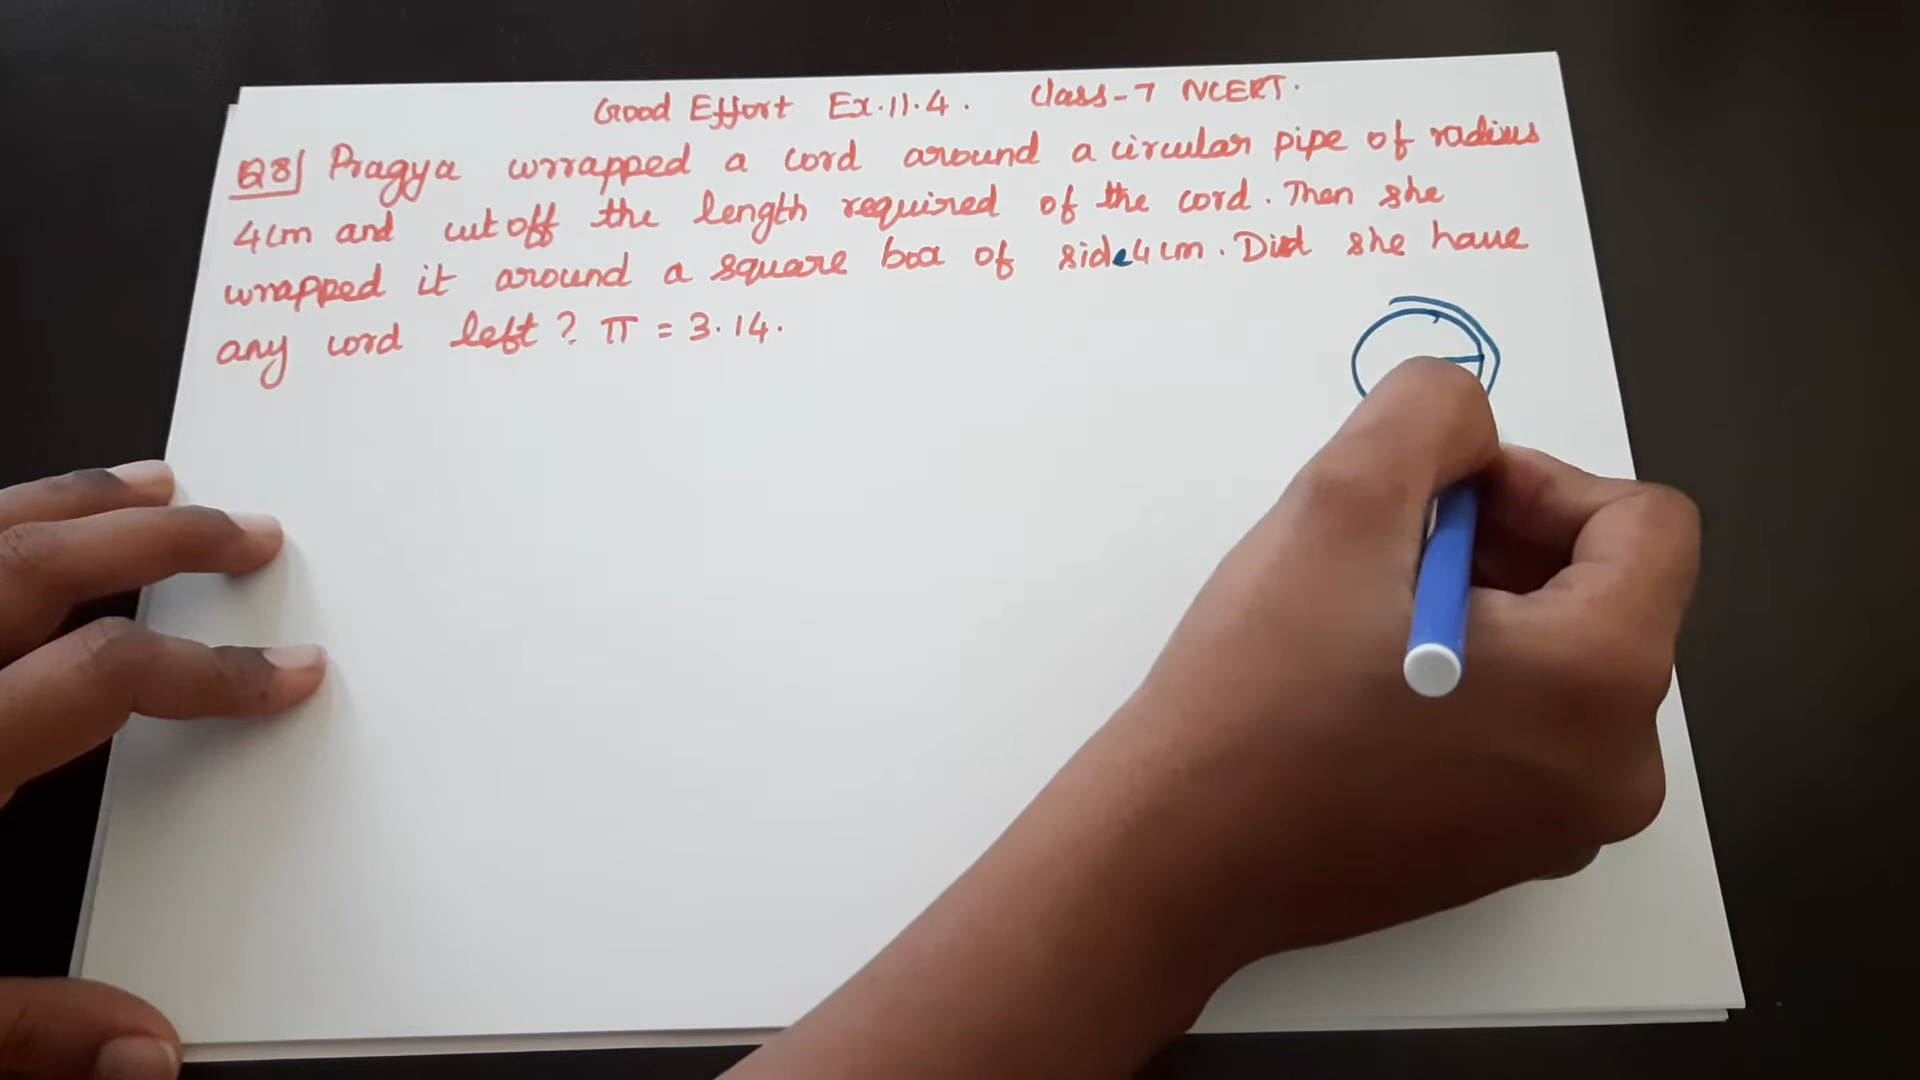 Good Effort Ex.11.4. Class-7 NCERT.
Q8) Pragya wrapped a cord around a circular pipe of radius
4cm and cut off the length required of the cord. Then she
wrapped it around a square box of side 4cm. Did she have
any cord left? π = 3.14.